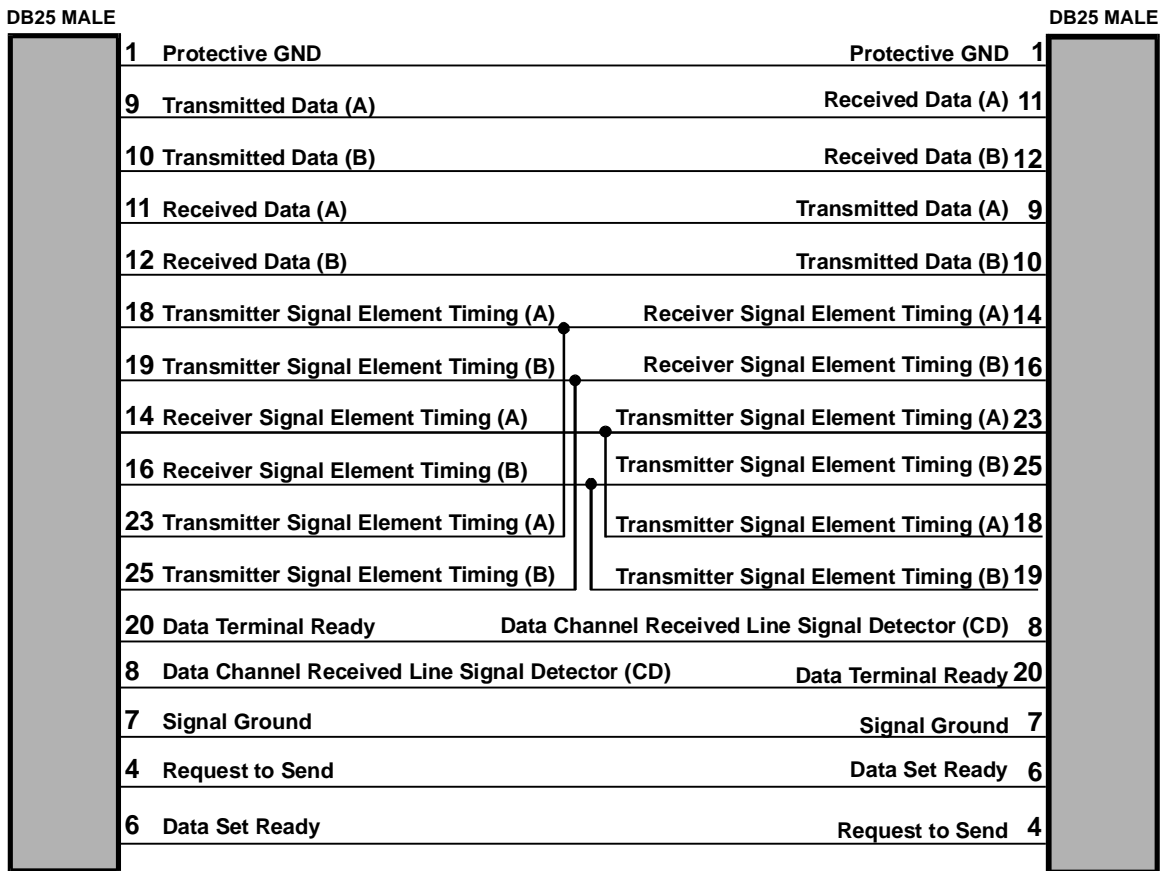 DB25 MALE DB25 MALE
1 Protective GND Protective GND 1
9 Transmitted Data (A) Received Data (A) 11
10 Transmitted Data (B) Received Data (B) 12
11 Received Data (A) Transmitted Data (A) 9
12 Received Data (B) Transmitted Data (B) 10
18 Transmitter Signal Element Timing (A) Receiver Signal Element Timing (A) 14
19 Transmitter Signal Element Timing (B) Receiver Signal Element Timing (B) 16
14 Receiver Signal Element Timing (A) Transmitter Signal Element Timing (A) 23
16 Receiver Signal Element Timing (B) Transmitter Signal Element Timing (B) 25
23 Transmitter Signal Element Timing (A) Transmitter Signal Element Timing (A) 18
25 Transmitter Signal Element Timing (B) Transmitter Signal Element Timing (B) 19
20 Data Terminal Ready Data Channel Received Line Signal Detector (CD) 8
8 Data Channel Received Line Signal Detector (CD) Data Terminal Ready 20
7 Signal Ground Signal Ground 7
4 Request to Send Data Set Ready 6
6 Data Set Ready Request to Send 4